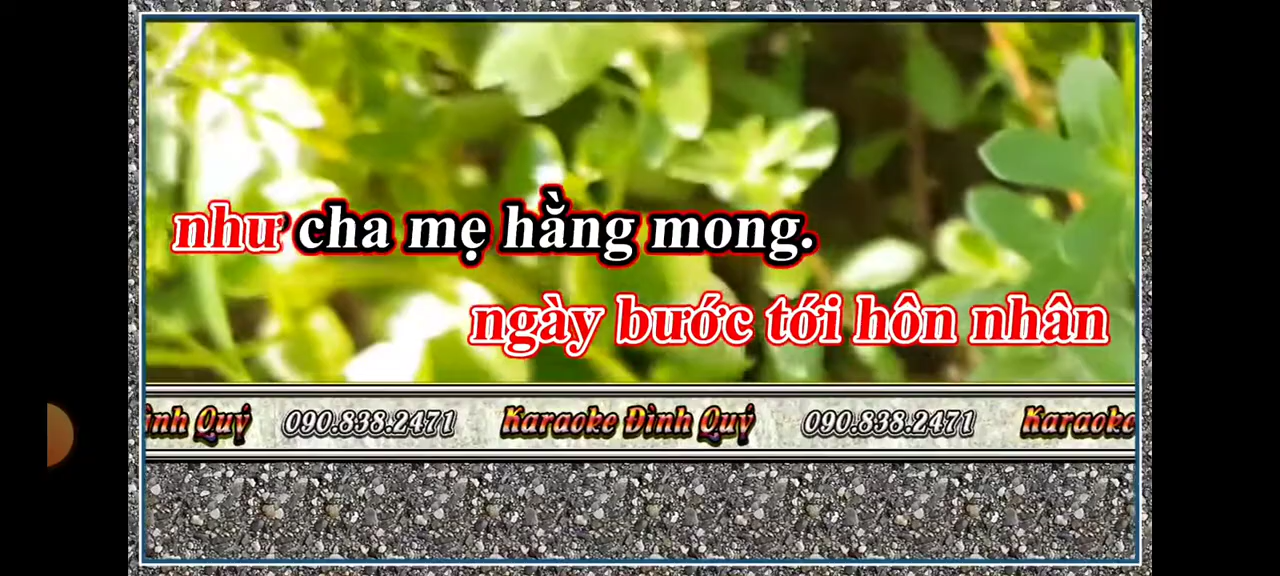 như cha mẹ hằng mong.
ngày bước tới hôn nhân
ình Quý 090.838.2471 Karaoke Đình Quý 090.838.2471 Karaoke